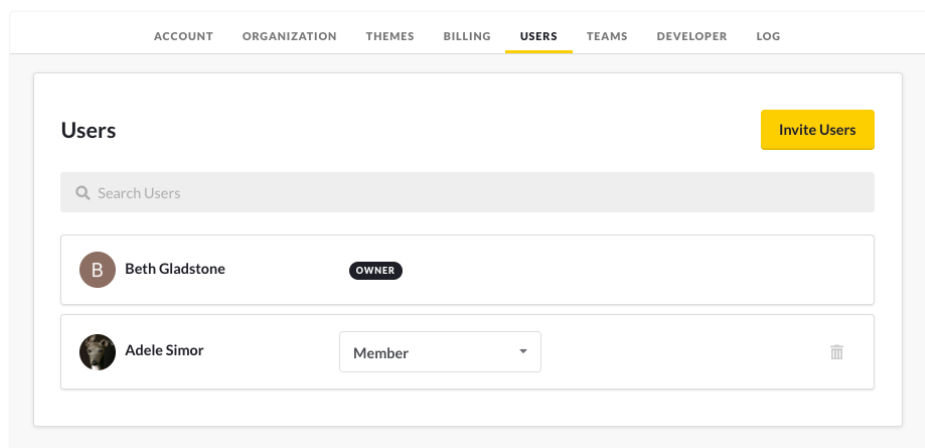 ACCOUNT ORGANIZATION THEMES BILLING USERS TEAMS DEVELOPER LOG
Users
Invite Users
Search Users
B Beth Gladstone OWNER
Adele Simor Member